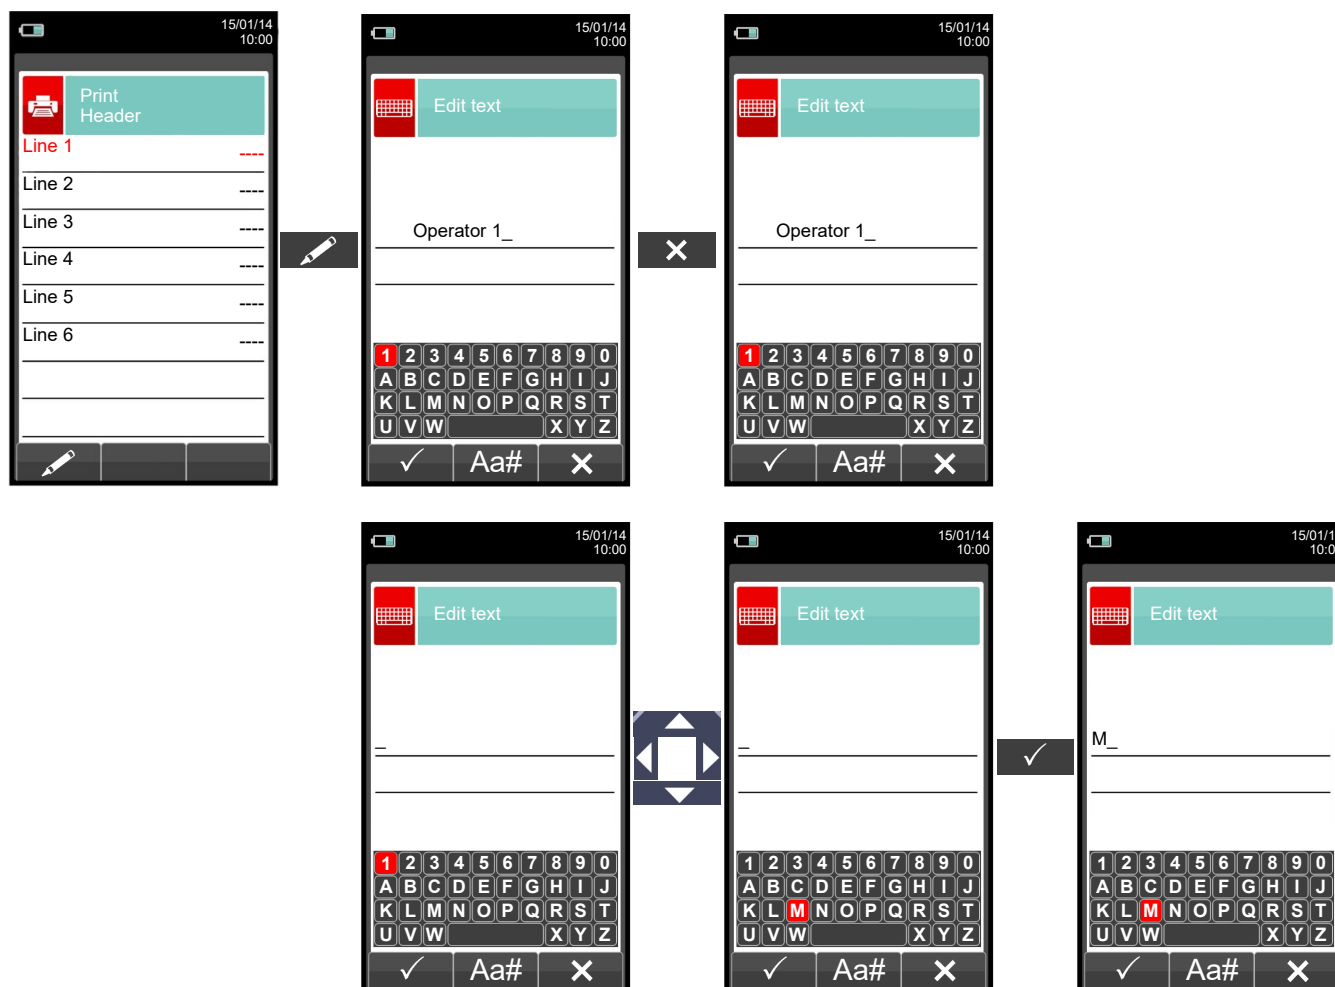 15/01/14
10:00
Print
Header
Line 1 ----
Line 2 ----
Line 3 ----
Line 4 ----
Line 5 ----
Line 6 ----
15/01/14
10:00
Edit text
Operator 1_
1 2 3 4 5 6 7 8 9 0
A B C D E F G H I J
K L M N O P Q R S T
U V W X Y Z
✓ Aa# ×
15/01/14
10:00
Edit text
Operator 1_
1 2 3 4 5 6 7 8 9 0
A B C D E F G H I J
K L M N O P Q R S T
U V W X Y Z
✓ Aa# ×
15/01/14
10:00
Edit text
_
1 2 3 4 5 6 7 8 9 0
A B C D E F G H I J
K L M N O P Q R S T
U V W X Y Z
✓ Aa# ×
15/01/14
10:00
Edit text
_
1 2 3 4 5 6 7 8 9 0
A B C D E F G H I J
K L M N O P Q R S T
U V W X Y Z
✓ Aa# ×
15/01/1
10:0
Edit text
M_
1 2 3 4 5 6 7 8 9 0
A B C D E F G H I J
K L M N O P Q R S T
U V W X Y Z
✓ Aa# ×